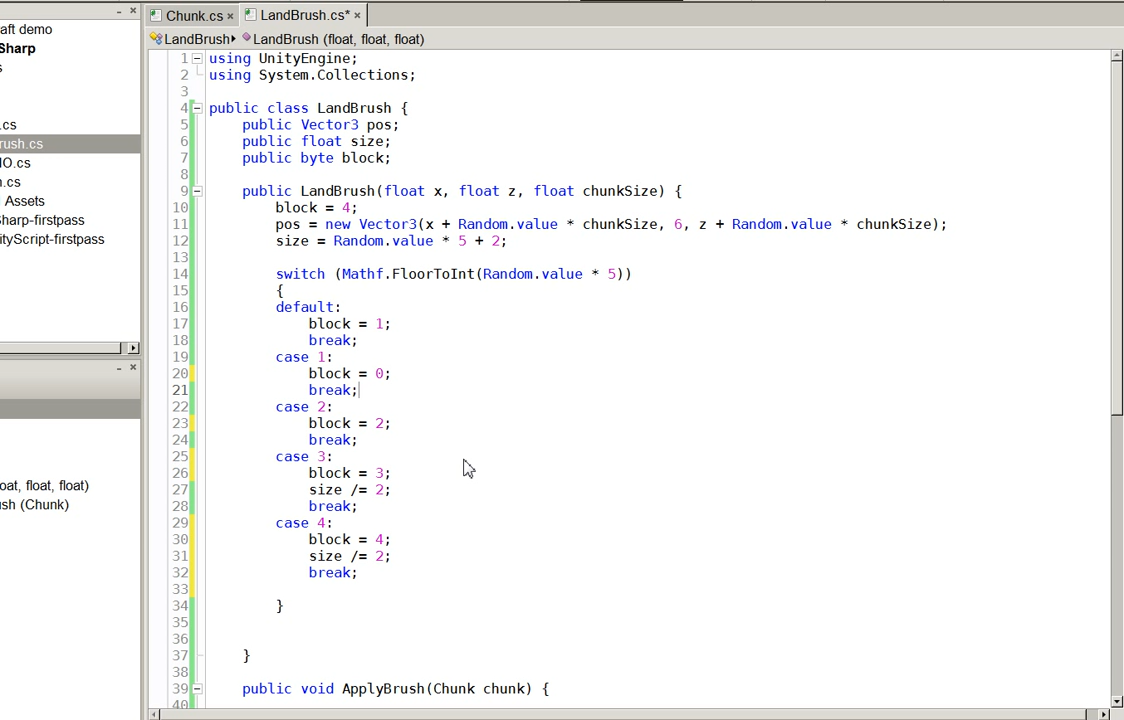 Chunk.cs
LandBrush.cs*
aft demo
Sharp
s
.cs
rush.cs
IO.cs
n.cs
Assets
Sharp-firstpass
ityScript-firstpass
oat, float, float)
sh (Chunk)
LandBrush LandBrush (float, float, float)
1 using UnityEngine;
2 using System.Collections;
3
4 public class LandBrush {
5 public Vector3 pos;
6 public float size;
7 public byte block;
8
9 public LandBrush(float x, float z, float chunkSize) {
10 block = 4;
11 pos = new Vector3(x + Random.value * chunkSize, 6, z + Random.value * chunkSize);
12 size = Random.value * 5 + 2;
13
14 switch (Mathf.FloorToInt(Random.value * 5))
15 {
16 default:
17 block = 1;
18 break;
19 case 1:
20 block = 0;
21 break;
22 case 2:
23 block = 2;
24 break;
25 case 3:
26 block = 3;
27 size /= 2;
28 break;
29 case 4:
30 block = 4;
31 size /= 2;
32 break;
33
34 }
35
36
37 }
38
39 public void ApplyBrush(Chunk chunk) {
40